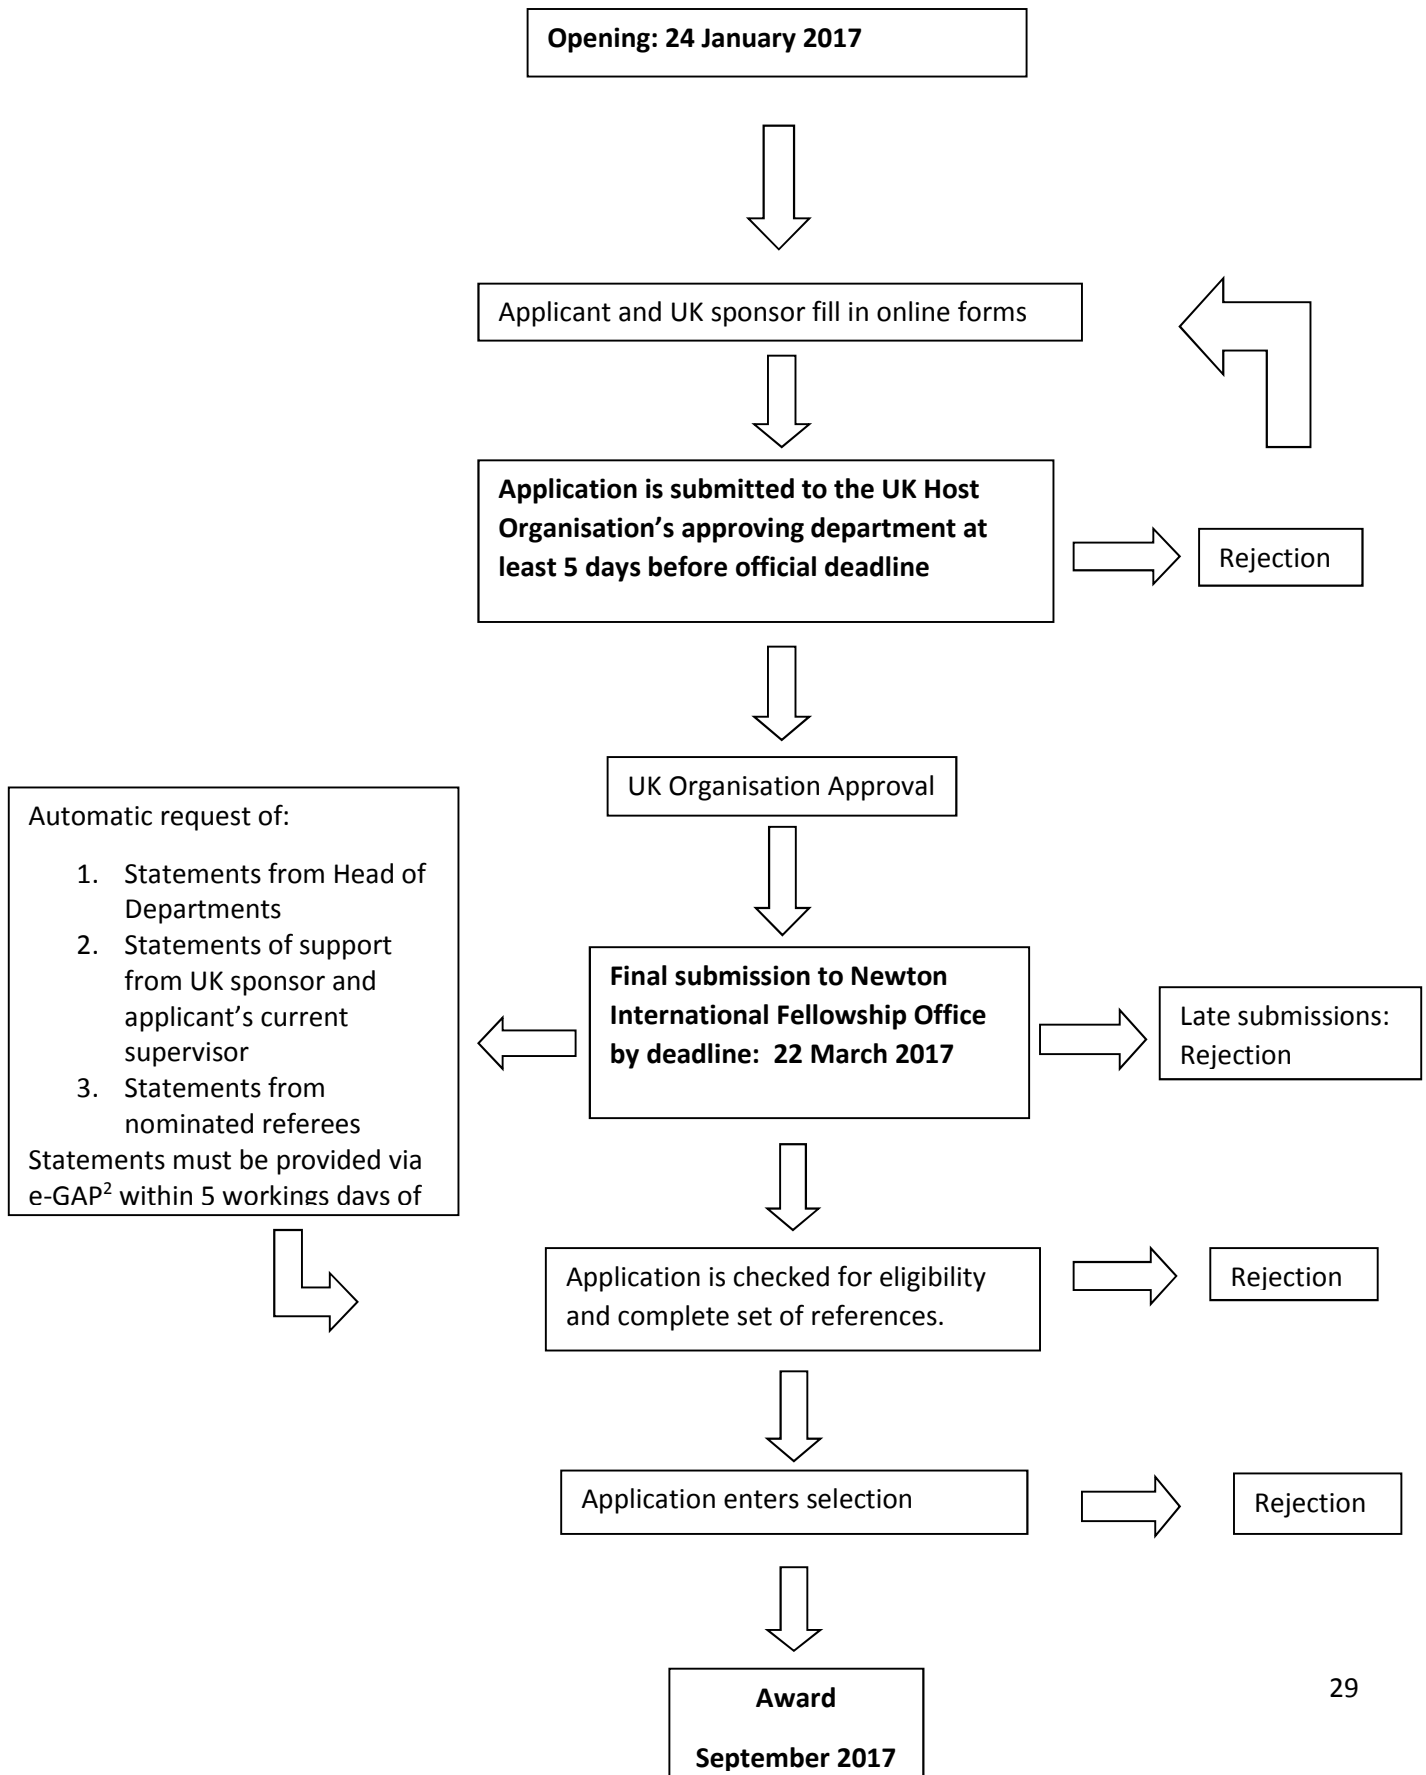 Opening: 24 January 2017
Applicant and UK sponsor fill in online forms
Application is submitted to the UK Host
Organisation’s approving department at
least 5 days before official deadline
Rejection
UK Organisation Approval
Automatic request of:
1. Statements from Head of
Departments
2. Statements of support
from UK sponsor and
applicant’s current
supervisor
3. Statements from
nominated referees
Statements must be provided via
e-GAP² within 5 workings days of
Final submission to Newton
International Fellowship Office
by deadline:  22 March 2017
Late submissions:
Rejection
Application is checked for eligibility
and complete set of references.
Rejection
Application enters selection
Rejection
Award
September 2017
29